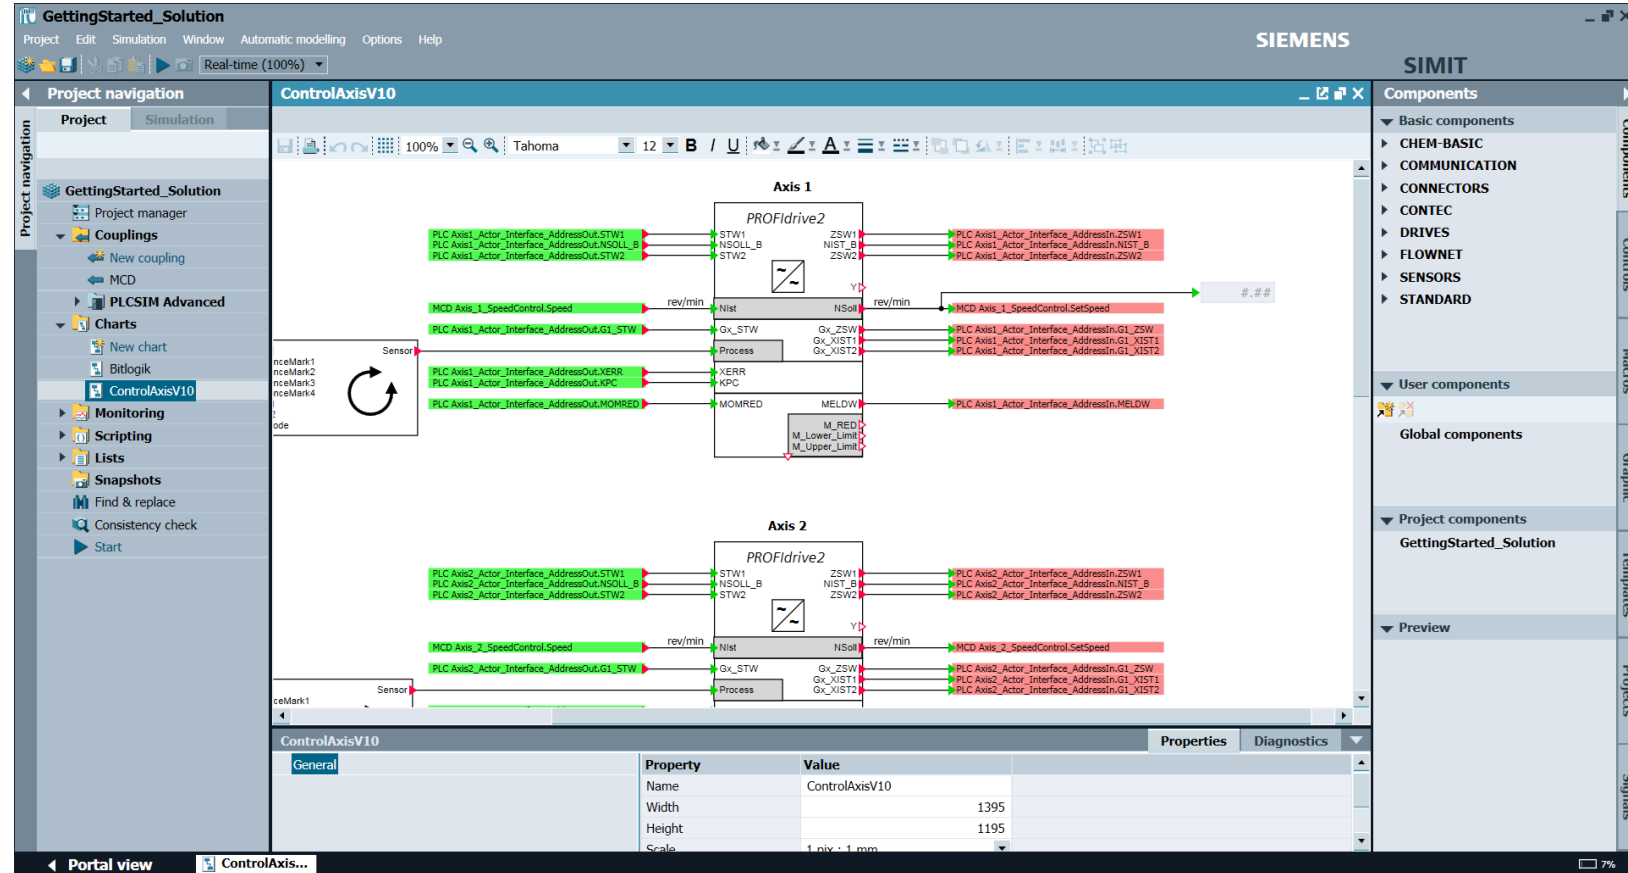 GettingStarted_Solution
Project Edit Simulation Window Automatic modelling Options Help
SIEMENS
Real-time (100%)
SIMIT
Project navigation
Project Simulation
Project navigation
GettingStarted_Solution
Project manager
Couplings
New coupling
MCD
PLCSIM Advanced
Charts
New chart
Bitlogik
ControlAxisV10
Monitoring
Scripting
Lists
Snapshots
Find & replace
Consistency check
Start
ControlAxisV10
100% Tahoma 12 B I U A
Axis 1
PROFIdrive2
PLC Axis1_Actor_Interface_AddressOut.STW1 STW1 ZSW1 PLC Axis1_Actor_Interface_AddressIn.ZSW1
PLC Axis1_Actor_Interface_AddressOut.NSOLL_B NSOLL_B NIST_B PLC Axis1_Actor_Interface_AddressIn.NIST_B
PLC Axis1_Actor_Interface_AddressOut.STW2 STW2 ZSW2 PLC Axis1_Actor_Interface_AddressIn.ZSW2
Y
#.##
rev/min rev/min
MCD Axis_1_SpeedControl.Speed NIst NSoll MCD Axis_1_SpeedControl.SetSpeed
PLC Axis1_Actor_Interface_AddressOut.G1_STW Gx_STW Gx_ZSW PLC Axis1_Actor_Interface_AddressIn.G1_ZSW
Gx_XIST1 PLC Axis1_Actor_Interface_AddressIn.G1_XIST1
Sensor Process Gx_XIST2 PLC Axis1_Actor_Interface_AddressIn.G1_XIST2
nceMark1
nceMark2
nceMark3
nceMark4
ode
PLC Axis1_Actor_Interface_AddressOut.XERR XERR
PLC Axis1_Actor_Interface_AddressOut.KPC KPC
PLC Axis1_Actor_Interface_AddressOut.MOMRED MOMRED MELDW PLC Axis1_Actor_Interface_AddressIn.MELDW
M_RED
M_Lower_Limit
M_Upper_Limit
Axis 2
PROFIdrive2
PLC Axis2_Actor_Interface_AddressOut.STW1 STW1 ZSW1 PLC Axis2_Actor_Interface_AddressIn.ZSW1
PLC Axis2_Actor_Interface_AddressOut.NSOLL_B NSOLL_B NIST_B PLC Axis2_Actor_Interface_AddressIn.NIST_B
PLC Axis2_Actor_Interface_AddressOut.STW2 STW2 ZSW2 PLC Axis2_Actor_Interface_AddressIn.ZSW2
Y
rev/min rev/min
MCD Axis_2_SpeedControl.Speed NIst NSoll MCD Axis_2_SpeedControl.SetSpeed
PLC Axis2_Actor_Interface_AddressOut.G1_STW Gx_STW Gx_ZSW PLC Axis2_Actor_Interface_AddressIn.G1_ZSW
Gx_XIST1 PLC Axis2_Actor_Interface_AddressIn.G1_XIST1
Sensor Process Gx_XIST2 PLC Axis2_Actor_Interface_AddressIn.G1_XIST2
ceMark1
ControlAxisV10 Properties Diagnostics
General
Property Value
Name ControlAxisV10
Width 1395
Height 1195
Scale 1 pix : 1 mm
Components
Basic components
CHEM-BASIC
COMMUNICATION
CONNECTORS
CONTEC
DRIVES
FLOWNET
SENSORS
STANDARD
User components
Global components
Project components
GettingStarted_Solution
Preview
Components
Controls
Macros
Graphic
Templates
Projects
Signals
Portal view ControlAxis... 7%